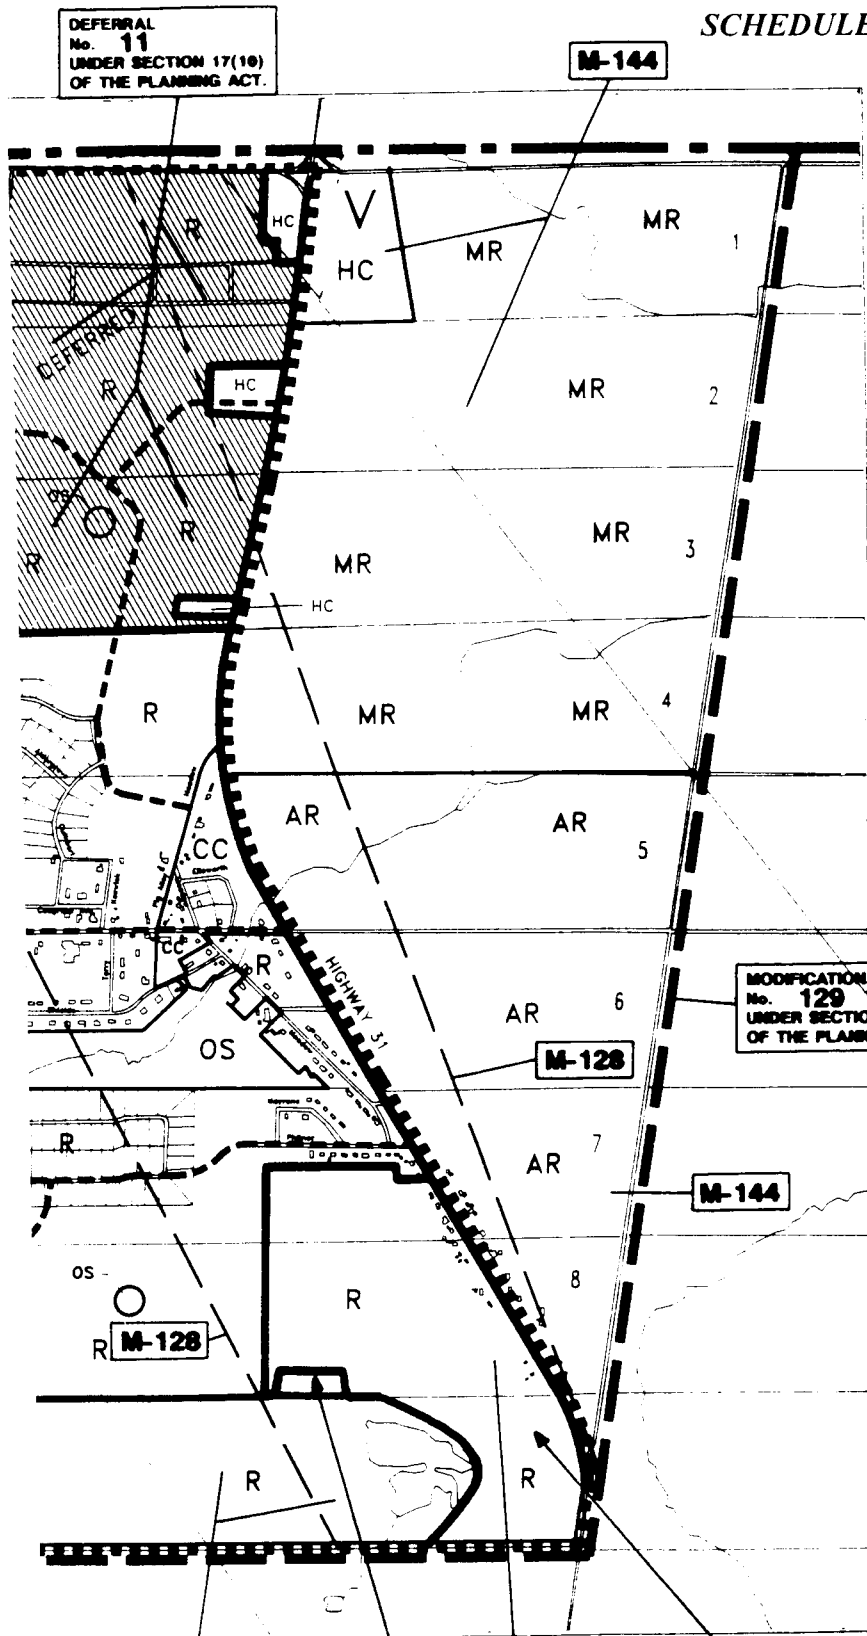 SCHEDULE
DEFERRAL
No. 11
UNDER SECTION 17(10)
OF THE PLANNING ACT.
M-144
R
HC
V
HC
MR
MR
1
DEFERRED
R
HC
MR
2
OS
R
R
MR
MR
3
HC
R
MR
MR
4
AR
AR
5
CC
CC
R
HIGHWAY 31
AR
6
MODIFICATION
No. 129
UNDER SECTIO
OF THE PLANN
OS
M-128
R
AR
7
M-144
OS
R
8
R
M-128
R
R